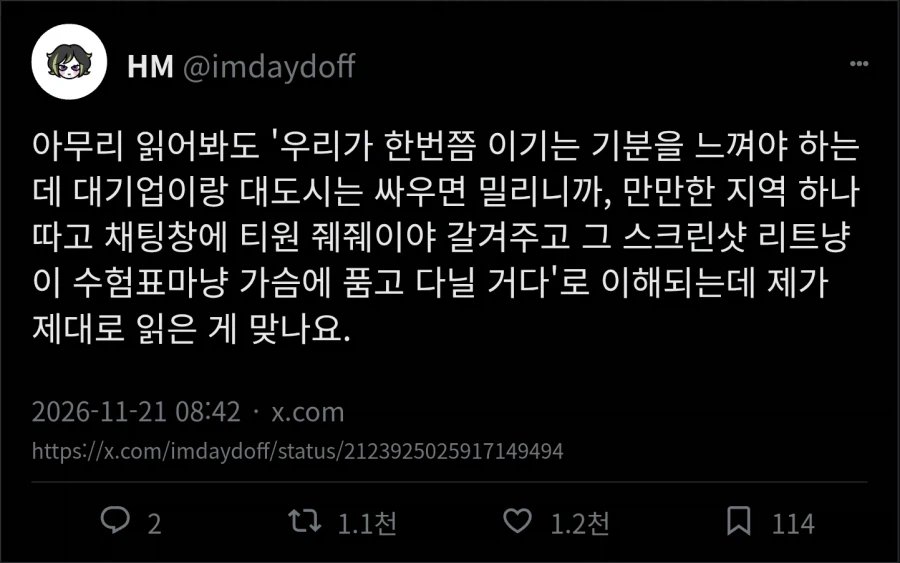 HM @imdaydoff
아무리 읽어봐도 '우리가 한번쯤 이기는 기분을 느껴야 하는
데 대기업이랑 대도시는 싸우면 밀리니까, 만만한 지역 하나
따고 채팅창에 티원 줴줴이야 갈겨주고 그 스크린샷 리트냥
이 수험표마냥 가슴에 품고 다닐 거다'로 이해되는데 제가
제대로 읽은 게 맞나요.
2026-11-21 08:42 · x.com
https://x.com/imdaydoff/status/2123925025917149494
2 1.1천 1.2천 114